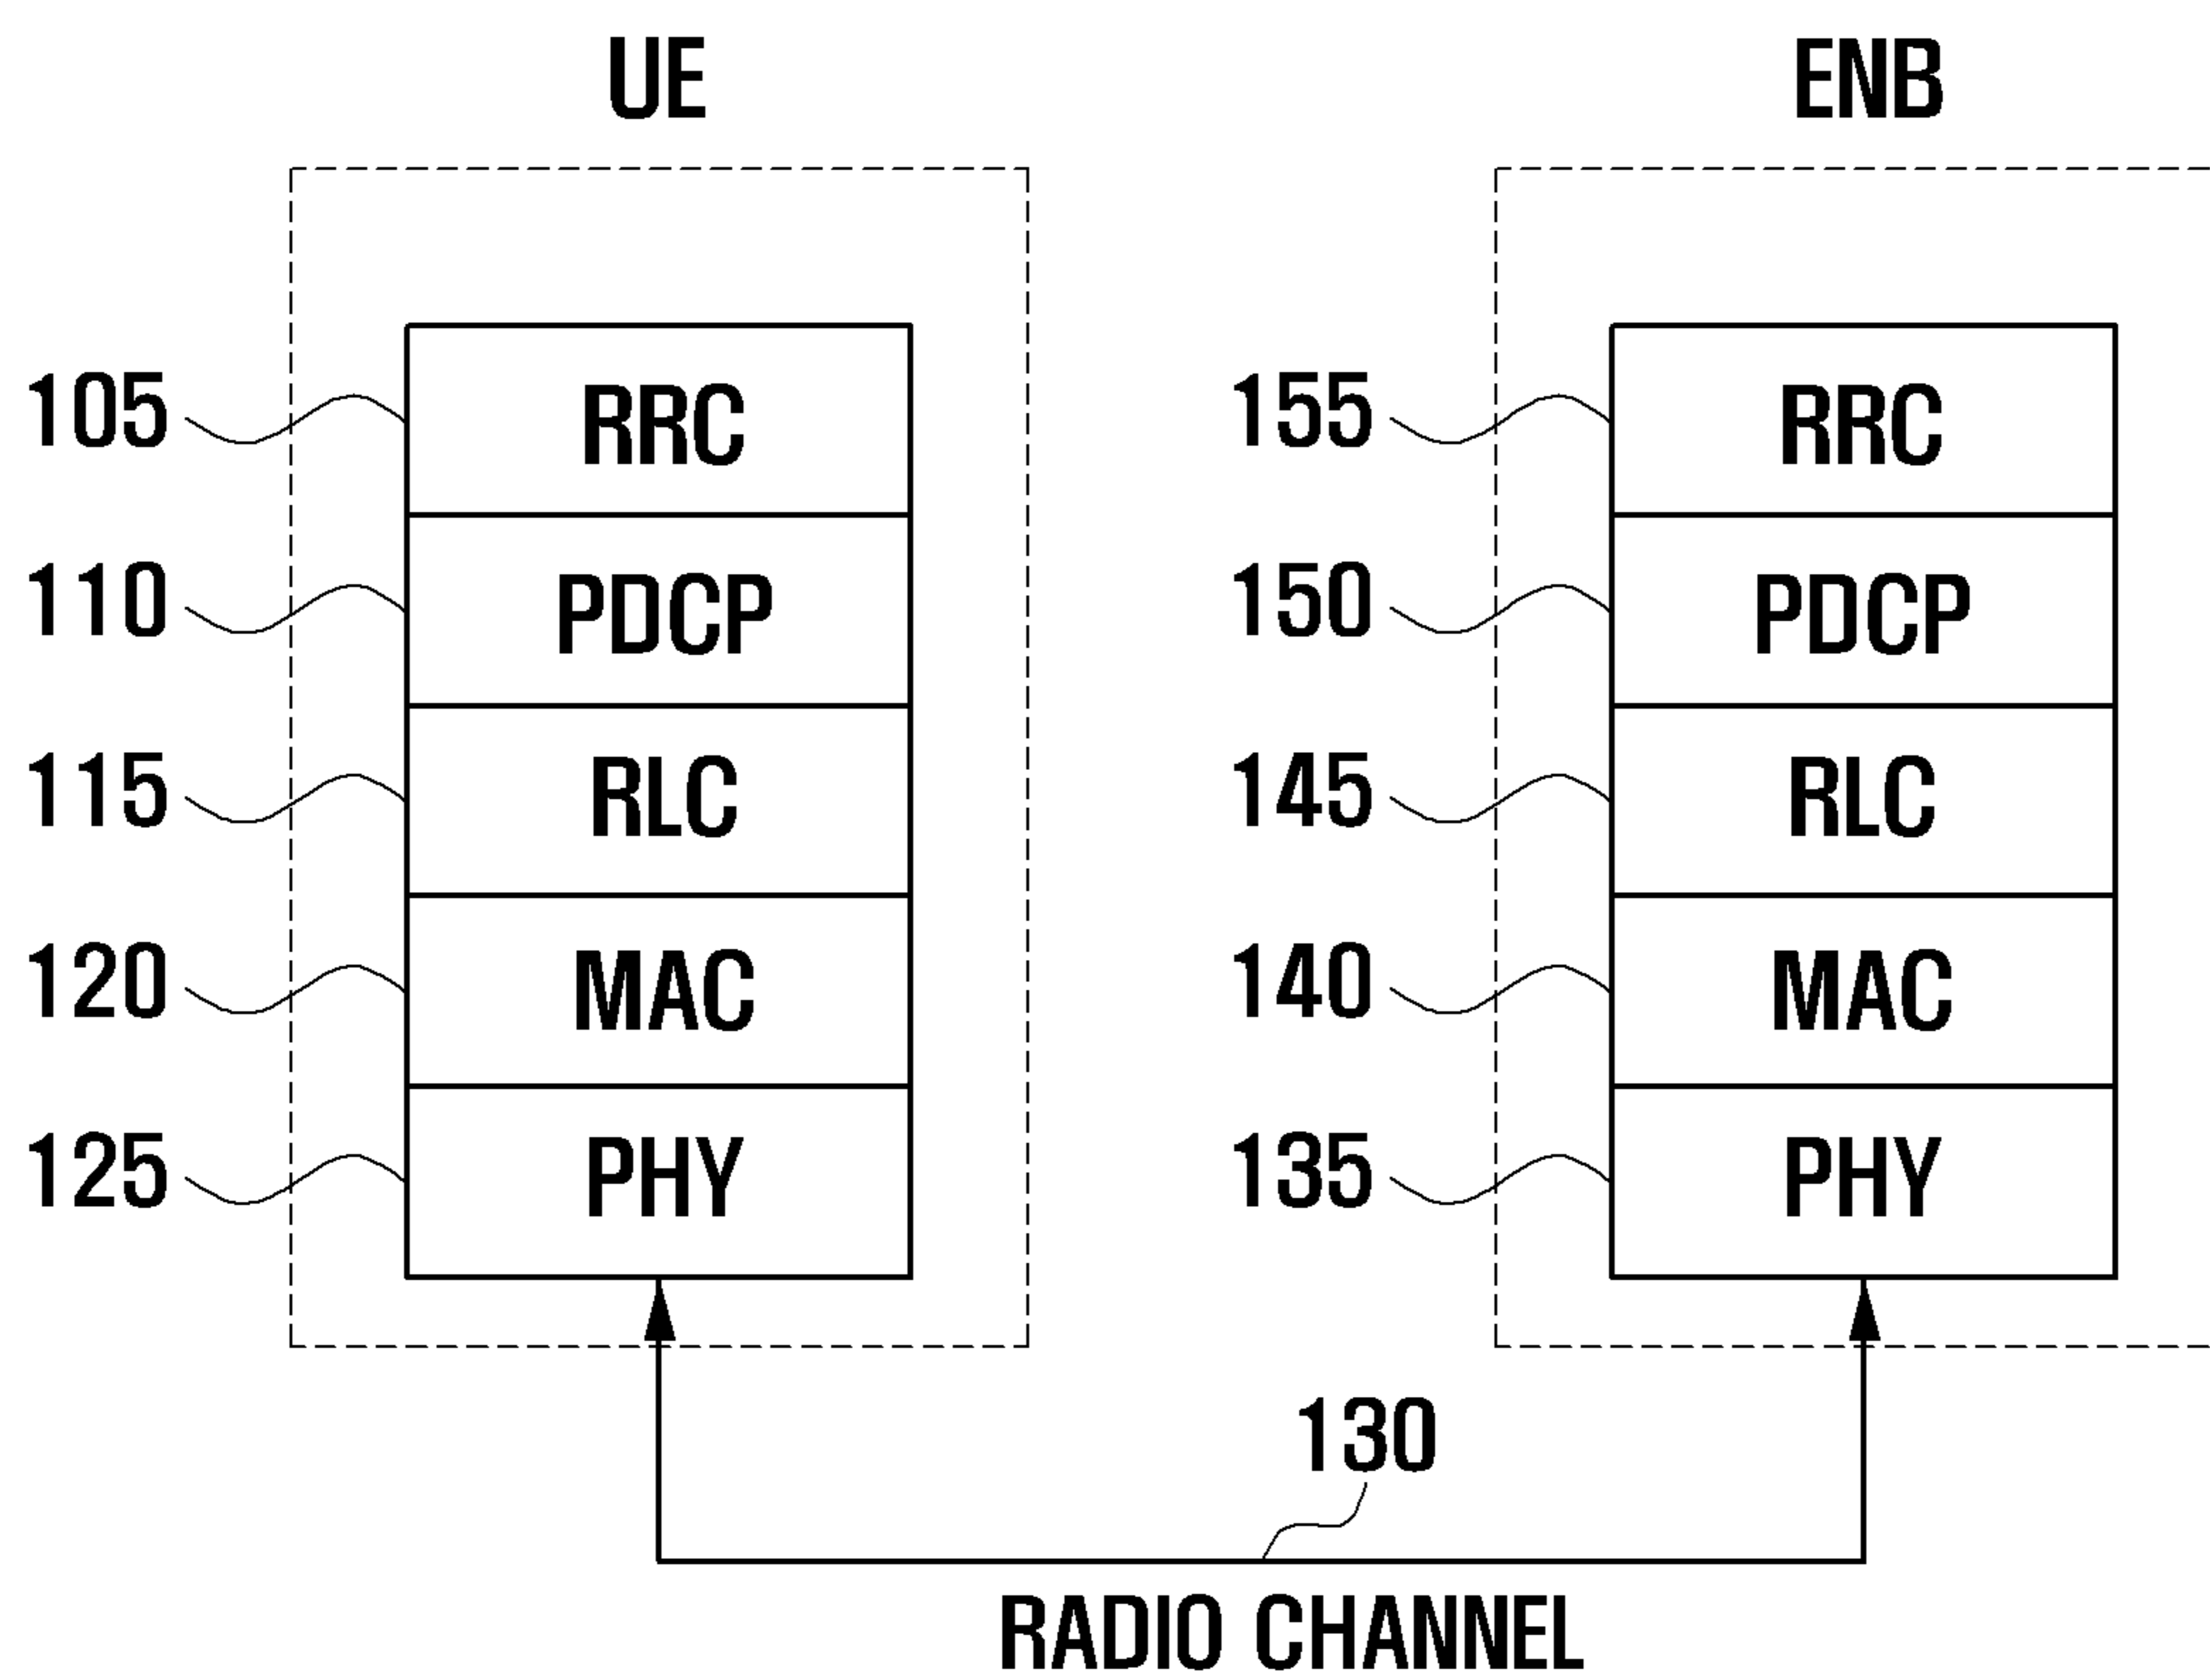 UE
ENB
105 RRC
155 RRC
110 PDCP
150 PDCP
115 RLC
145 RLC
120 MAC
140 MAC
125 PHY
135 PHY
130
RADIO CHANNEL